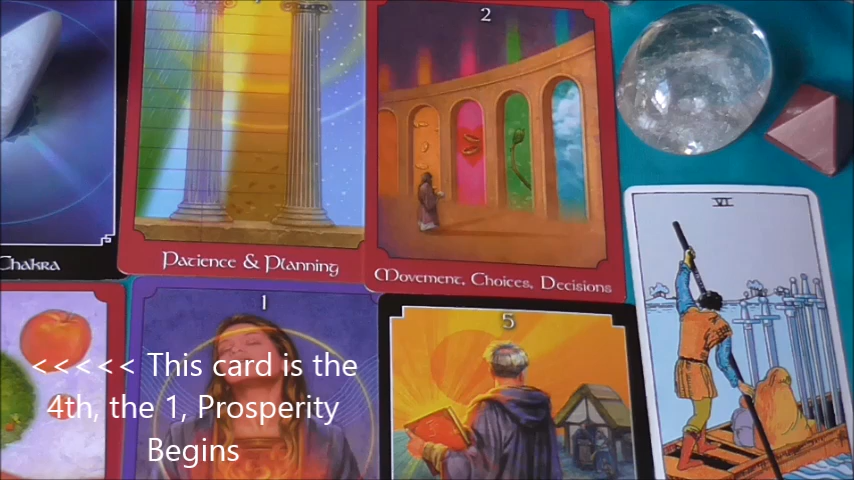 2
Chakra
Patience & Planning
Movement, Choices, Decisions
VI
1
5
<<<<< This card is the
4th, the 1, Prosperity
Begins